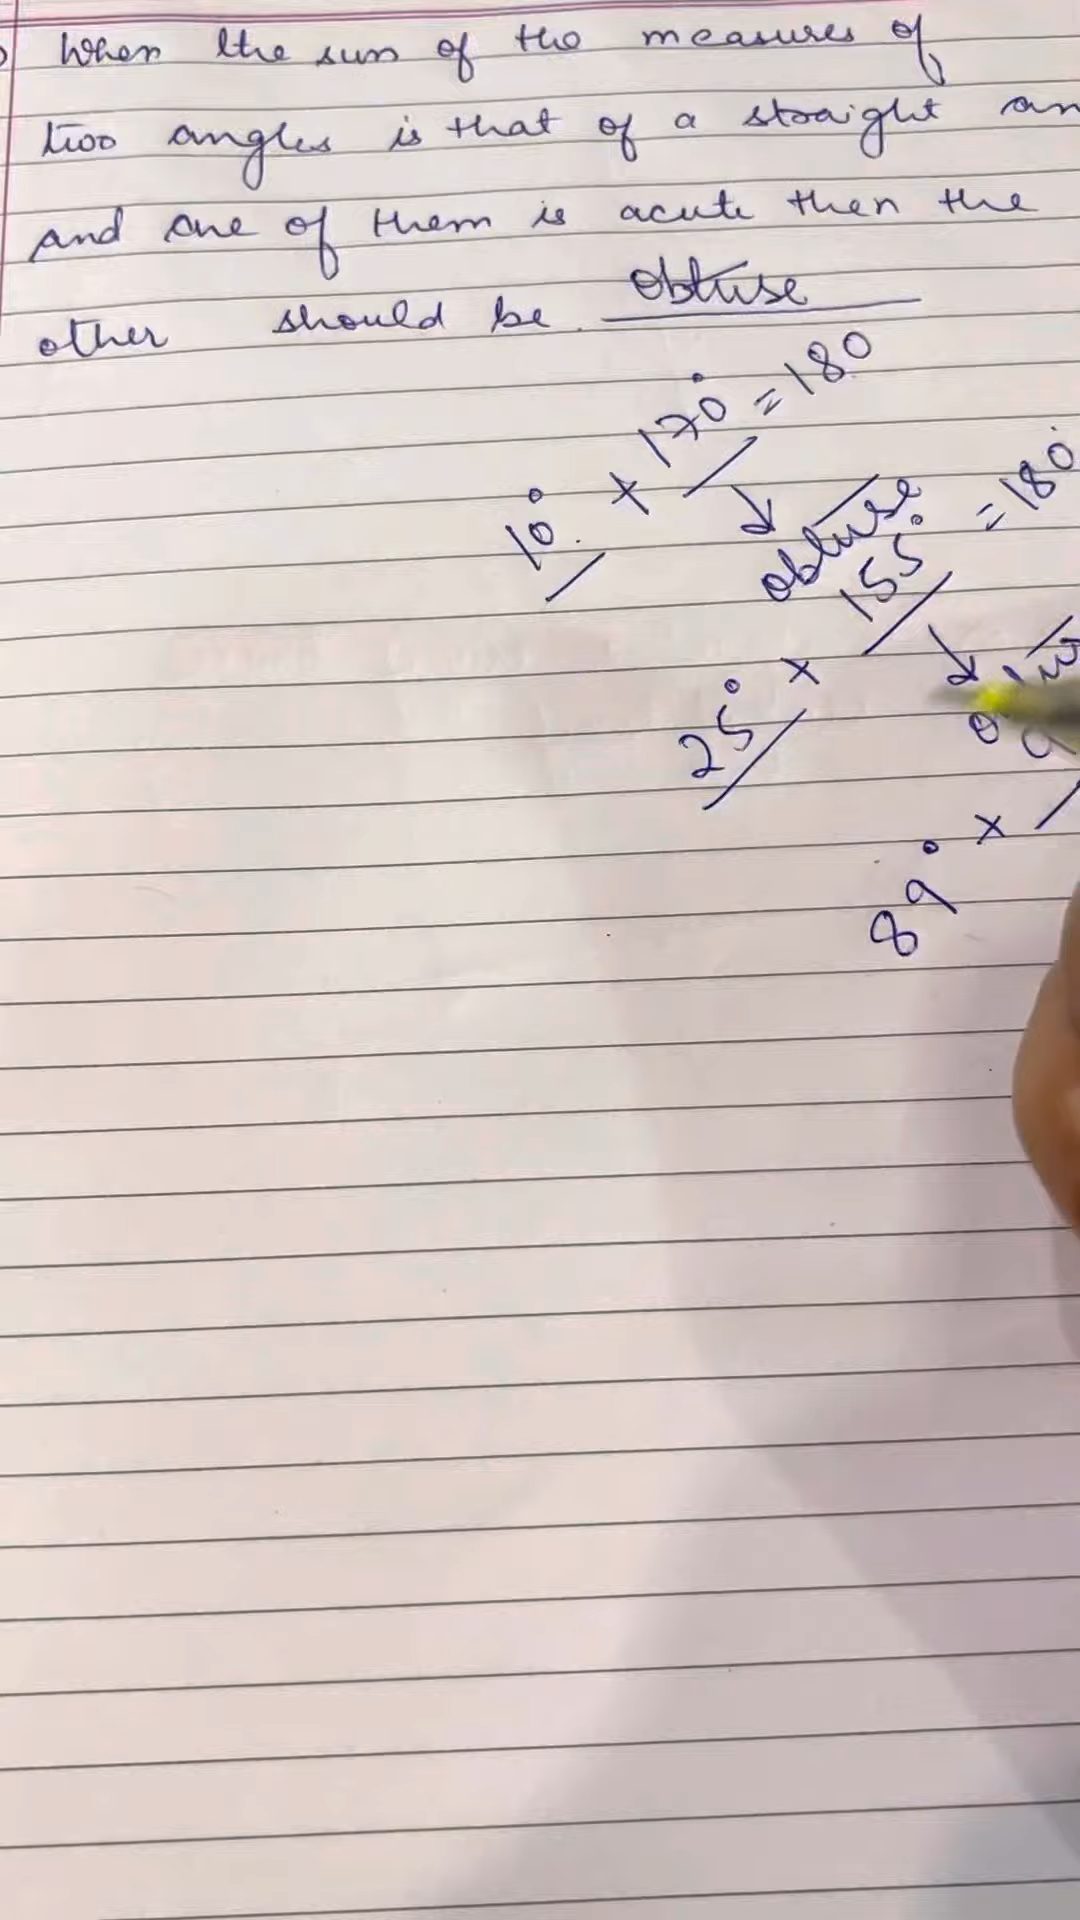 When the sum of the measures of
two angles is that of a straight an
and one of them is acute then the
other should be obtuse
10° + 170° = 180
obtuse
25° + 155° = 180°
89° +